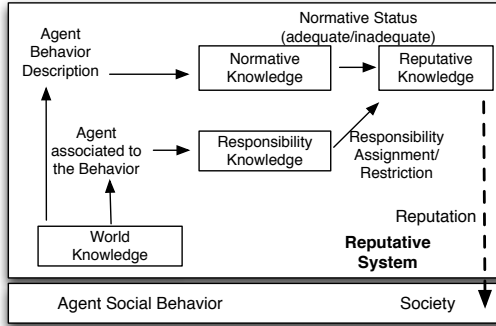 Normative Status
(adequate/inadequate)
Agent
Behavior
Description
Normative
Knowledge
Reputative
Knowledge
Agent
associated to
the Behavior
Responsibility
Knowledge
Responsibility
Assignment/
Restriction
Reputation
World
Knowledge
Reputative
System
Agent Social Behavior
Society